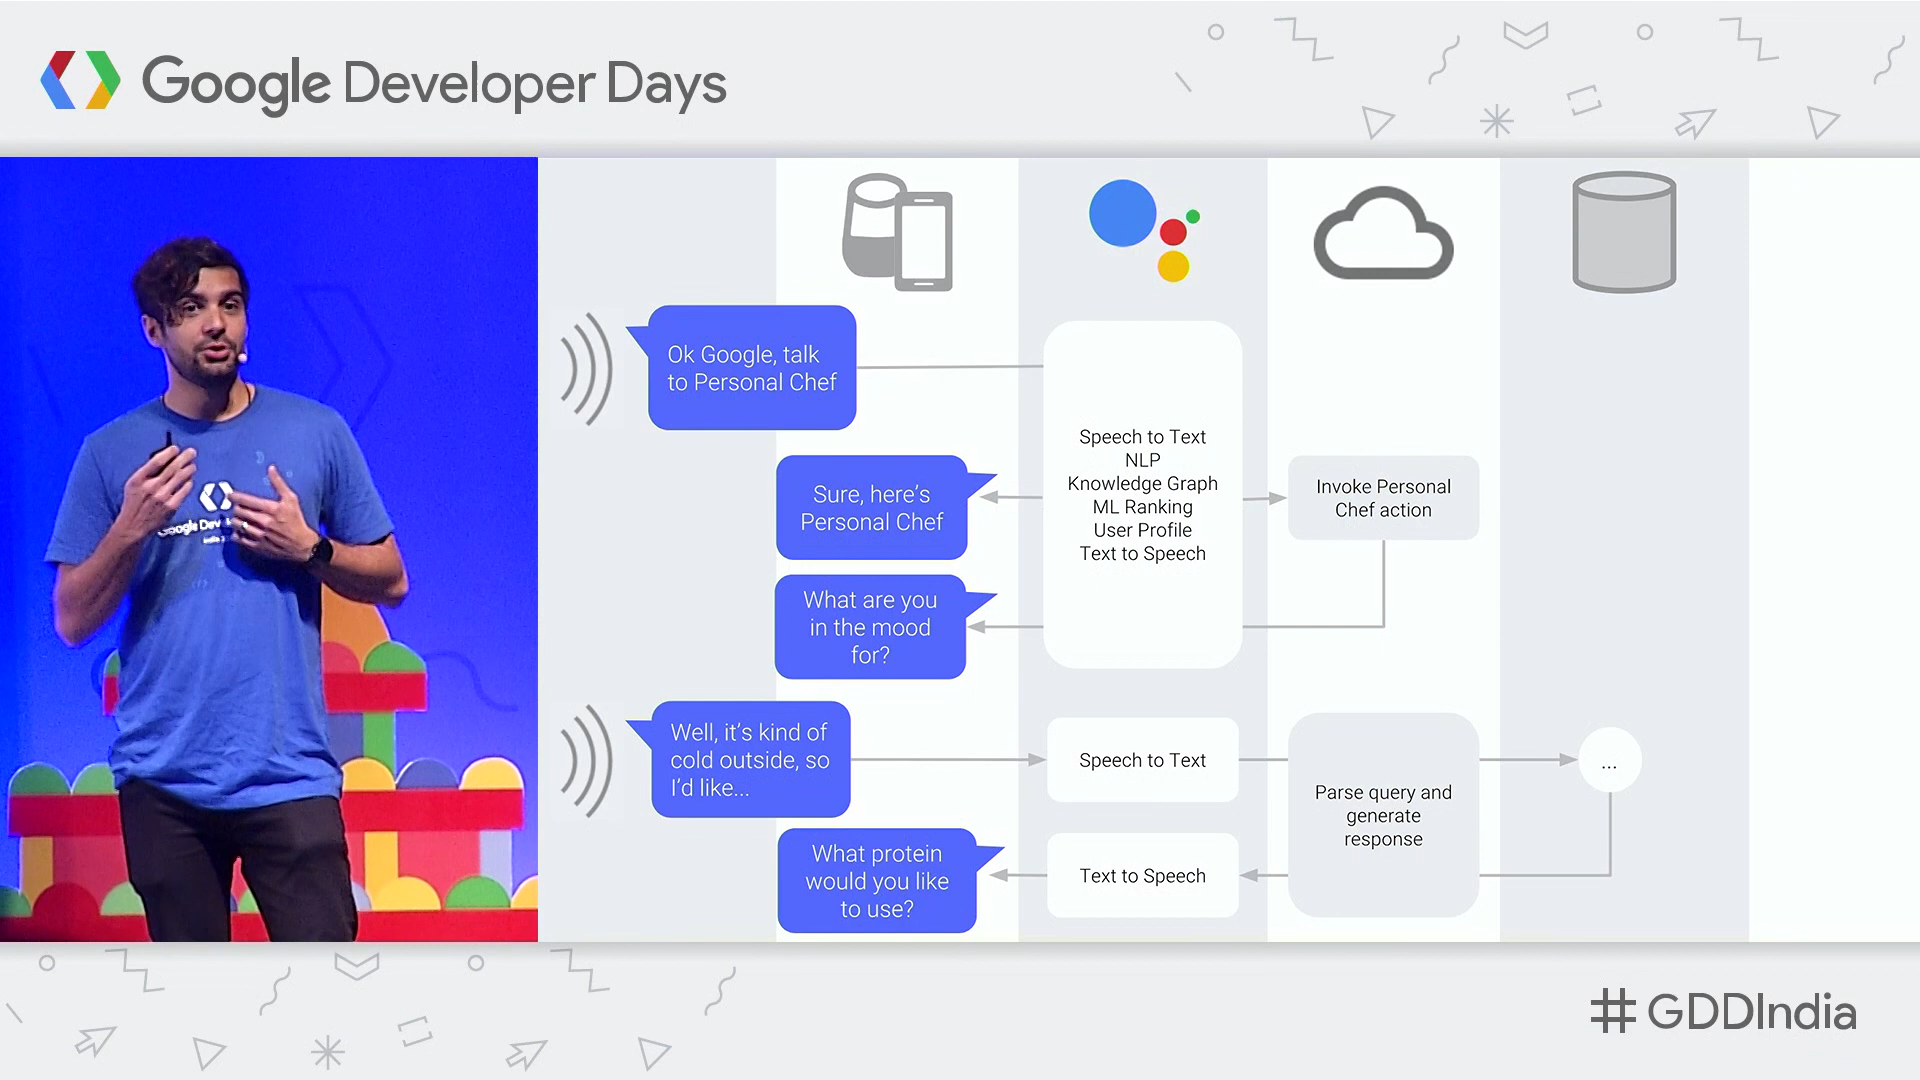 Google Developer Days
Ok Google, talk
to Personal Chef
Sure, here's
Personal Chef
What are you
in the mood
for?
Well, it's kind of
cold outside, so
I'd like...
What protein
would you like
to use?
Speech to Text
NLP
Knowledge Graph
ML Ranking
User Profile
Text to Speech
Invoke Personal
Chef action
Speech to Text
Text to Speech
Parse query and
generate
response
...
Google Dev
India
#GDDIndia